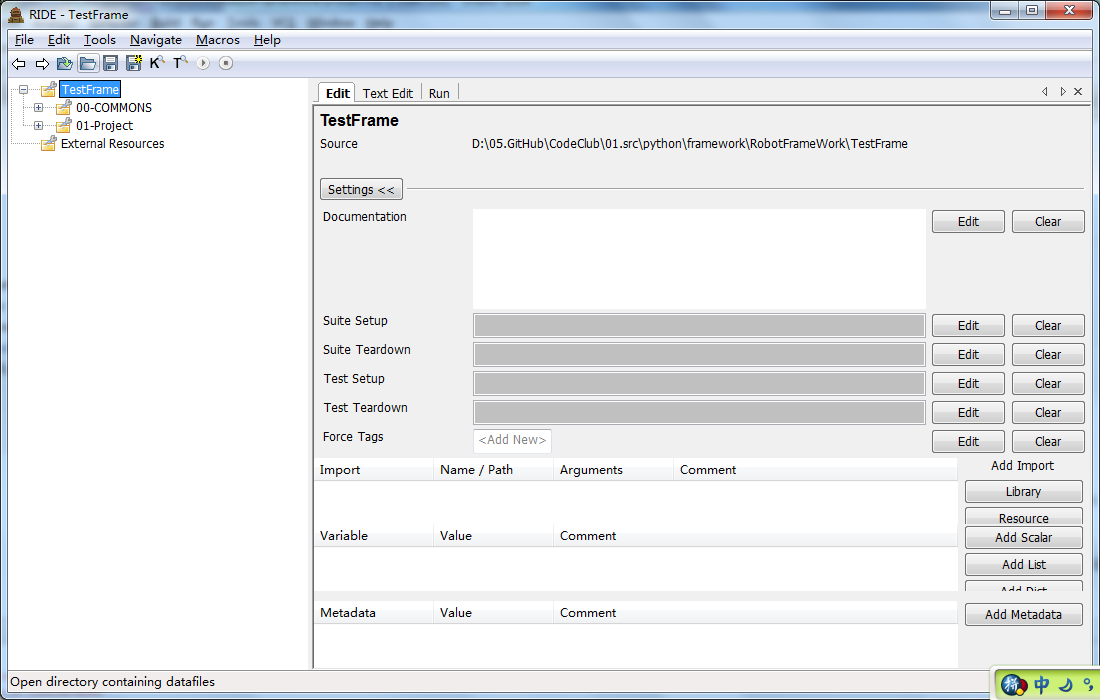 RIDE - TestFrame
File Edit Tools Navigate Macros Help
K T
TestFrame
00-COMMONS
01-Project
External Resources
Edit Text Edit Run
TestFrame
Source D:\05.GitHub\CodeClub\01.src\python\framework\RobotFrameWork\TestFrame
Settings <<
Documentation Edit Clear
Suite Setup Edit Clear
Suite Teardown Edit Clear
Test Setup Edit Clear
Test Teardown Edit Clear
Force Tags <Add New> Edit Clear
Import Name / Path Arguments Comment Add Import
Library
Resource
Variable Value Comment Add Scalar
Add List
Add Dict
Metadata Value Comment Add Metadata
Open directory containing datafiles
拼 中